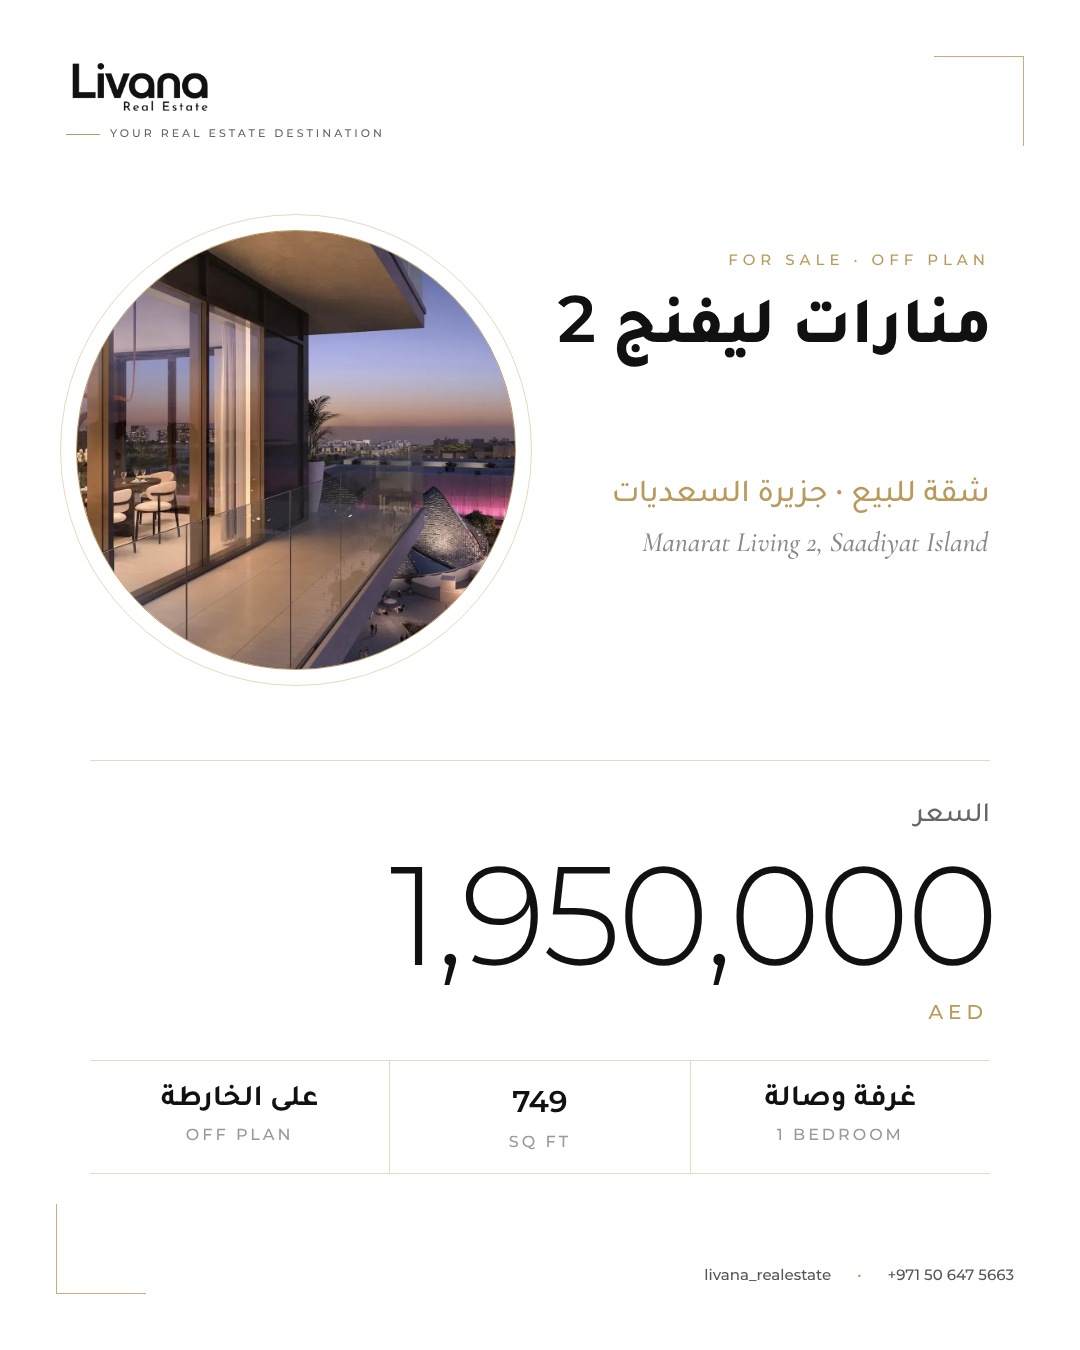 Livana
Real Estate
YOUR REAL ESTATE DESTINATION
FOR SALE · OFF PLAN
منارات ليفنج 2
شقة للبيع · جزيرة السعديات
Manarat Living 2, Saadiyat Island
السعر
1,950,000
AED
غرفة وصالة
1 BEDROOM
749
SQ FT
على الخارطة
OFF PLAN
livana_realestate · +971 50 647 5663